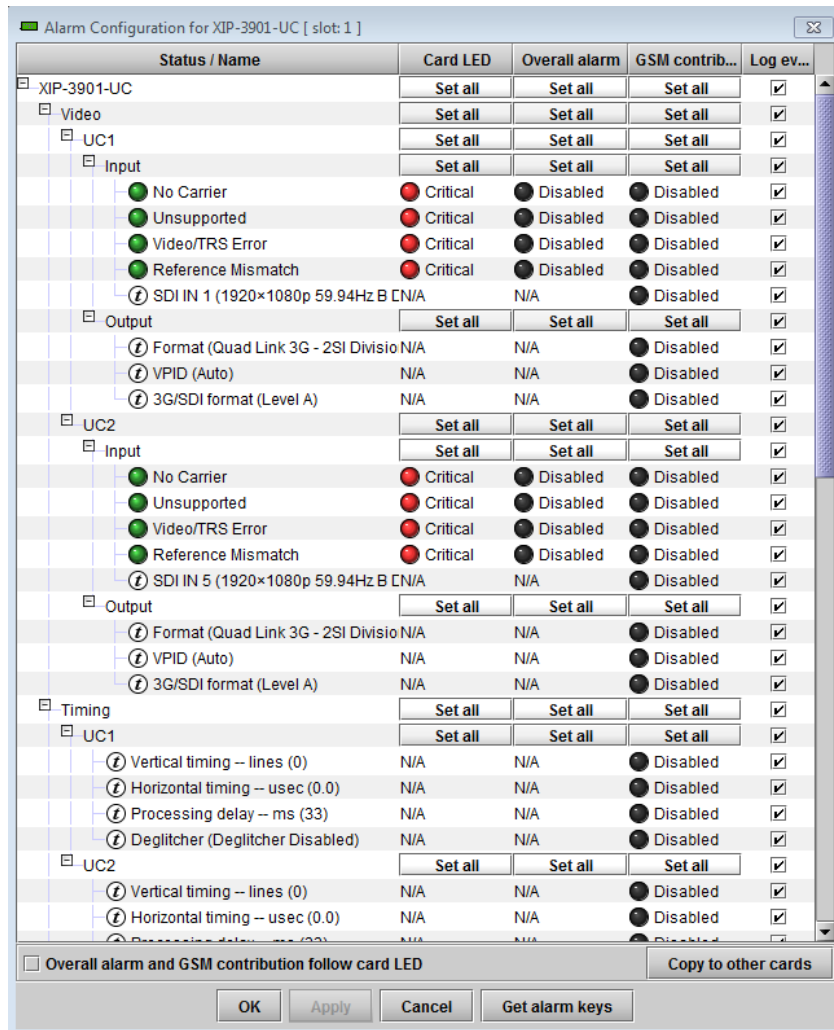 Alarm Configuration for XIP-3901-UC [ slot: 1 ]
Status / Name Card LED Overall alarm GSM contrib... Log ev...
XIP-3901-UC Set all Set all Set all
Video Set all Set all Set all
UC1 Set all Set all Set all
Input Set all Set all Set all
No Carrier Critical Disabled Disabled
Unsupported Critical Disabled Disabled
Video/TRS Error Critical Disabled Disabled
Reference Mismatch Critical Disabled Disabled
t SDI IN 1 (1920×1080p 59.94Hz B N/A N/A Disabled
Output Set all Set all Set all
t Format (Quad Link 3G - 2SI Divisio N/A N/A Disabled
t VPID (Auto) N/A N/A Disabled
t 3G/SDI format (Level A) N/A N/A Disabled
UC2 Set all Set all Set all
Input Set all Set all Set all
No Carrier Critical Disabled Disabled
Unsupported Critical Disabled Disabled
Video/TRS Error Critical Disabled Disabled
Reference Mismatch Critical Disabled Disabled
t SDI IN 5 (1920×1080p 59.94Hz B N/A N/A Disabled
Output Set all Set all Set all
t Format (Quad Link 3G - 2SI Divisio N/A N/A Disabled
t VPID (Auto) N/A N/A Disabled
t 3G/SDI format (Level A) N/A N/A Disabled
Timing Set all Set all Set all
UC1 Set all Set all Set all
t Vertical timing -- lines (0) N/A N/A Disabled
t Horizontal timing -- usec (0.0) N/A N/A Disabled
t Processing delay -- ms (33) N/A N/A Disabled
t Deglitcher (Deglitcher Disabled) N/A N/A Disabled
UC2 Set all Set all Set all
t Vertical timing -- lines (0) N/A N/A Disabled
t Horizontal timing -- usec (0.0) N/A N/A Disabled
Overall alarm and GSM contribution follow card LED Copy to other cards
OK Apply Cancel Get alarm keys